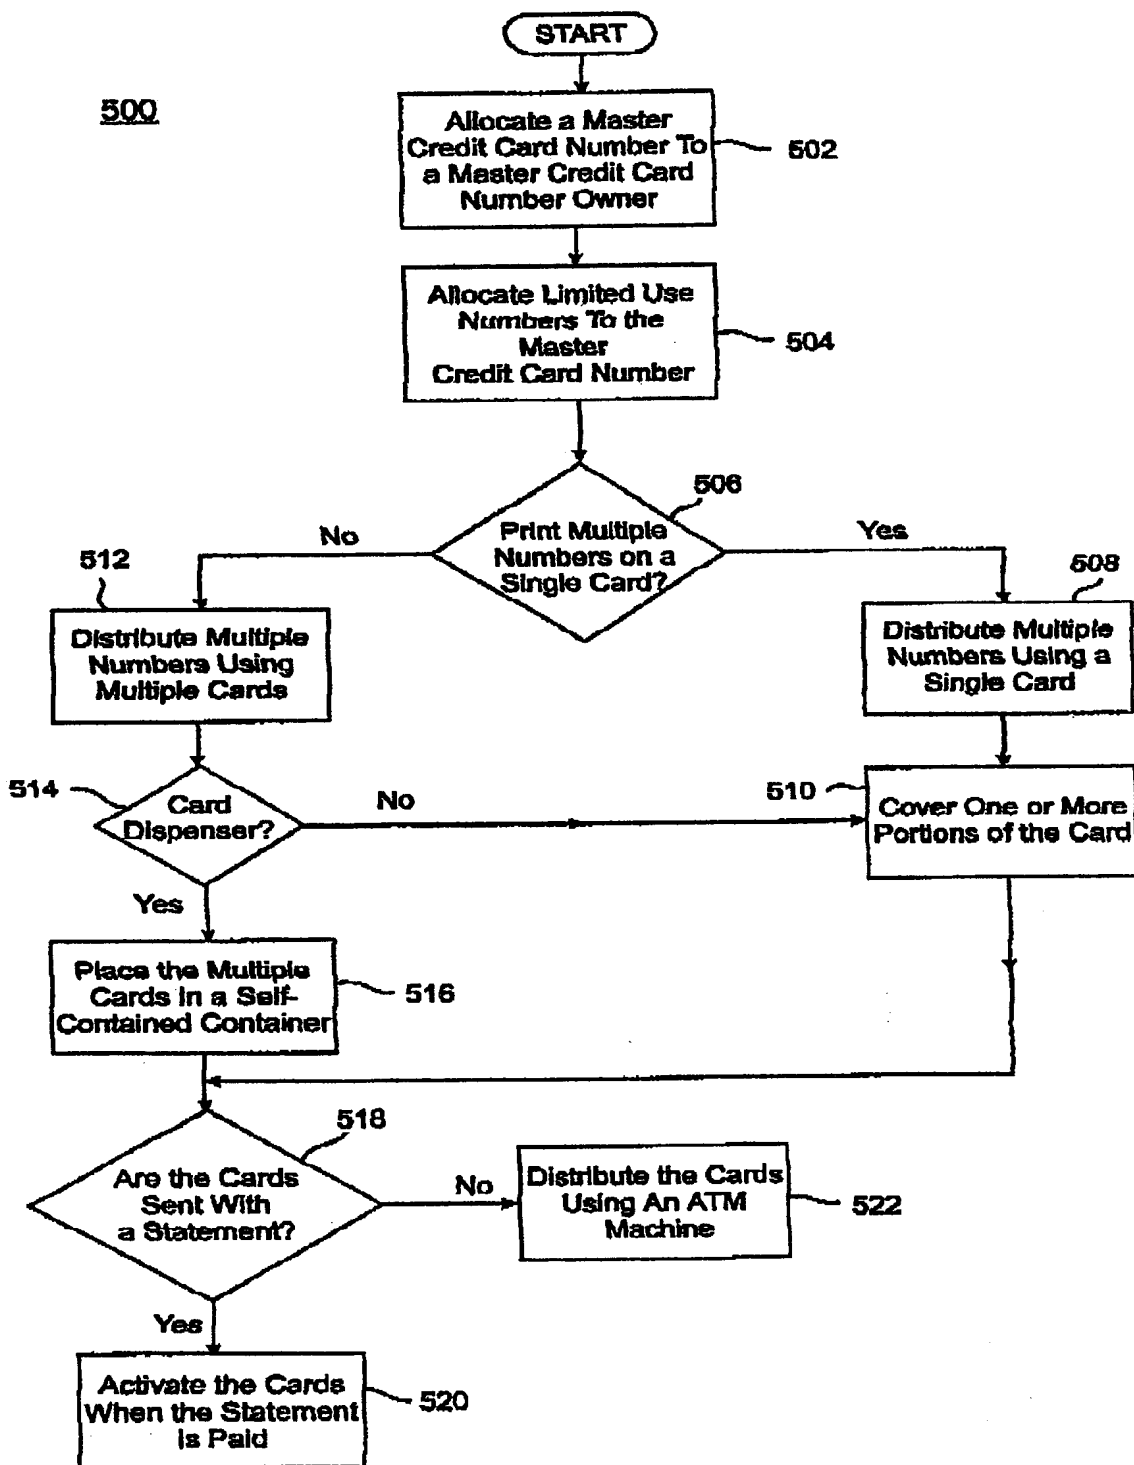 START
500
Allocate a Master
Credit Card Number To
a Master Credit Card
Number Owner
502
Allocate Limited Use
Numbers To the
Master
Credit Card Number
504
506
Print Multiple
Numbers on a
Single Card?
No
Yes
512
508
Distribute Multiple
Numbers Using
Multiple Cards
Distribute Multiple
Numbers Using a
Single Card
514
Card
Dispenser?
No
510
Cover One or More
Portions of the Card
Yes
Place the Multiple
Cards in a Self-
Contained Container
516
518
Are the Cards
Sent With
a Statement?
No
Distribute the Cards
Using An ATM
Machine
522
Yes
Activate the Cards
When the Statement
is Paid
520